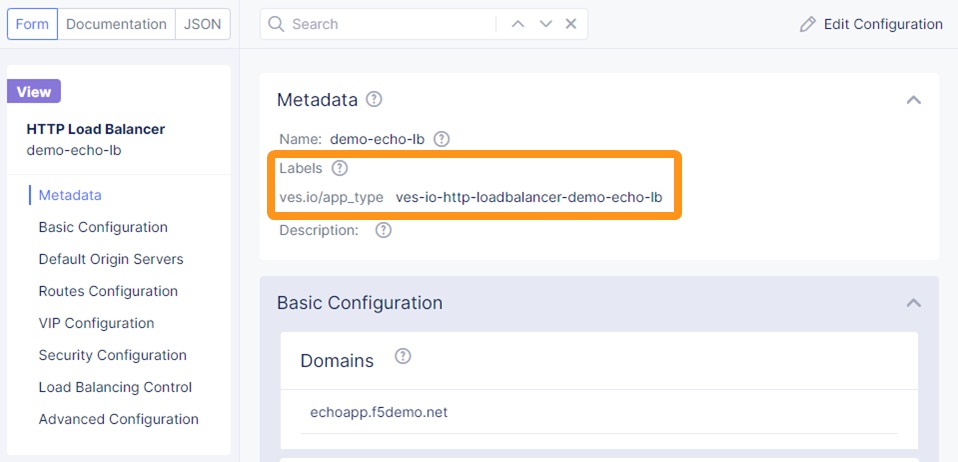 Form Documentation JSON
Search
Edit Configuration
View
HTTP Load Balancer
demo-echo-lb
Metadata
Basic Configuration
Default Origin Servers
Routes Configuration
VIP Configuration
Security Configuration
Load Balancing Control
Advanced Configuration
Metadata ?
Name: demo-echo-lb ?
Labels ?
ves.io/app_type ves-io-http-loadbalancer-demo-echo-lb
Description: ?
Basic Configuration
Domains ?
echoapp.f5demo.net